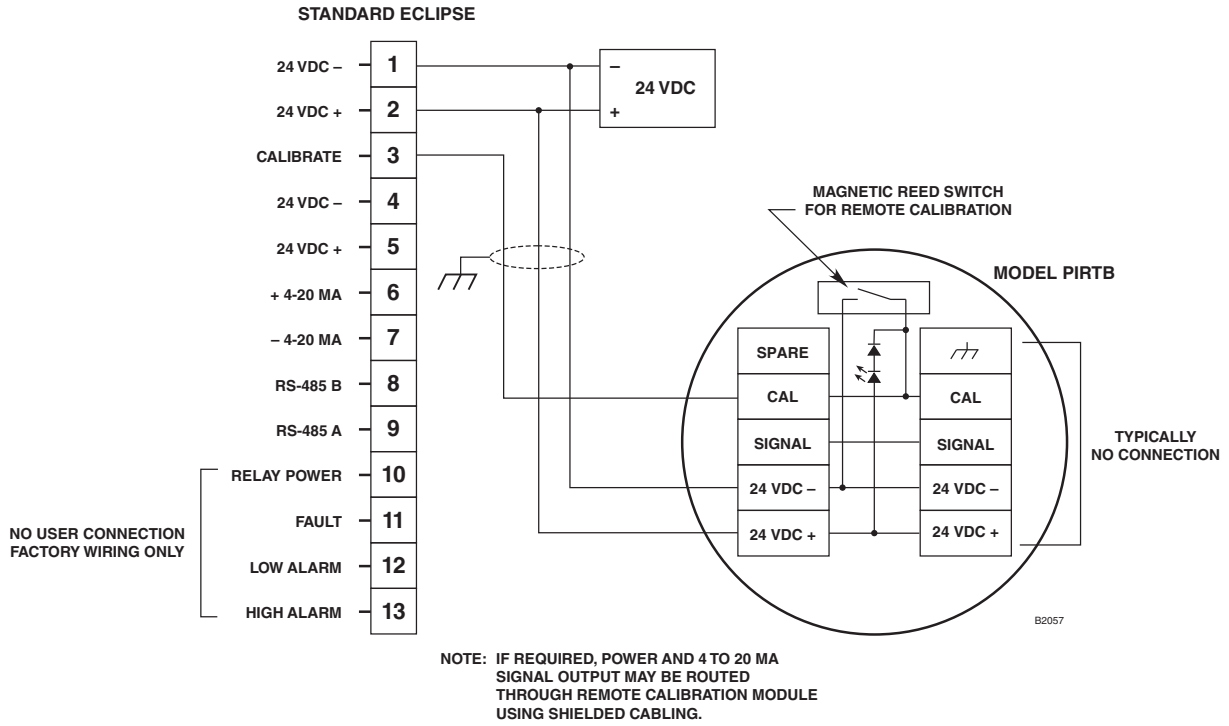 STANDARD ECLIPSE
24 VDC –
1
24 VDC +
2
CALIBRATE
3
24 VDC –
4
24 VDC +
5
+ 4-20 MA
6
– 4-20 MA
7
RS-485 B
8
RS-485 A
9
RELAY POWER
10
FAULT
11
LOW ALARM
12
HIGH ALARM
13
NO USER CONNECTION
FACTORY WIRING ONLY
–
24 VDC
+
MAGNETIC REED SWITCH
FOR REMOTE CALIBRATION
MODEL PIRTB
SPARE
CAL
CAL
SIGNAL
SIGNAL
24 VDC –
24 VDC –
24 VDC +
24 VDC +
TYPICALLY
NO CONNECTION
B2057
NOTE: IF REQUIRED, POWER AND 4 TO 20 MA
SIGNAL OUTPUT MAY BE ROUTED
THROUGH REMOTE CALIBRATION MODULE
USING SHIELDED CABLING.